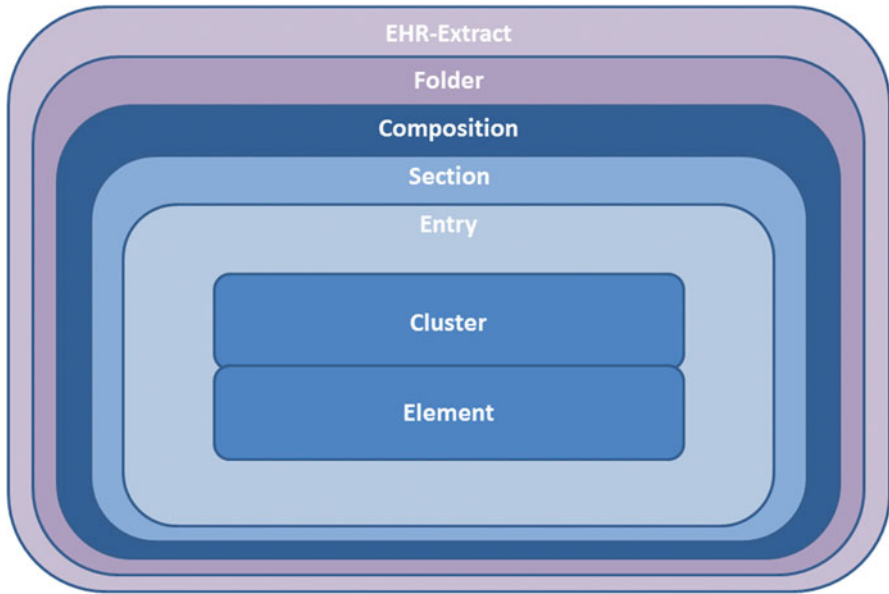 EHR-Extract
Folder
Composition
Section
Entry
Cluster
Element